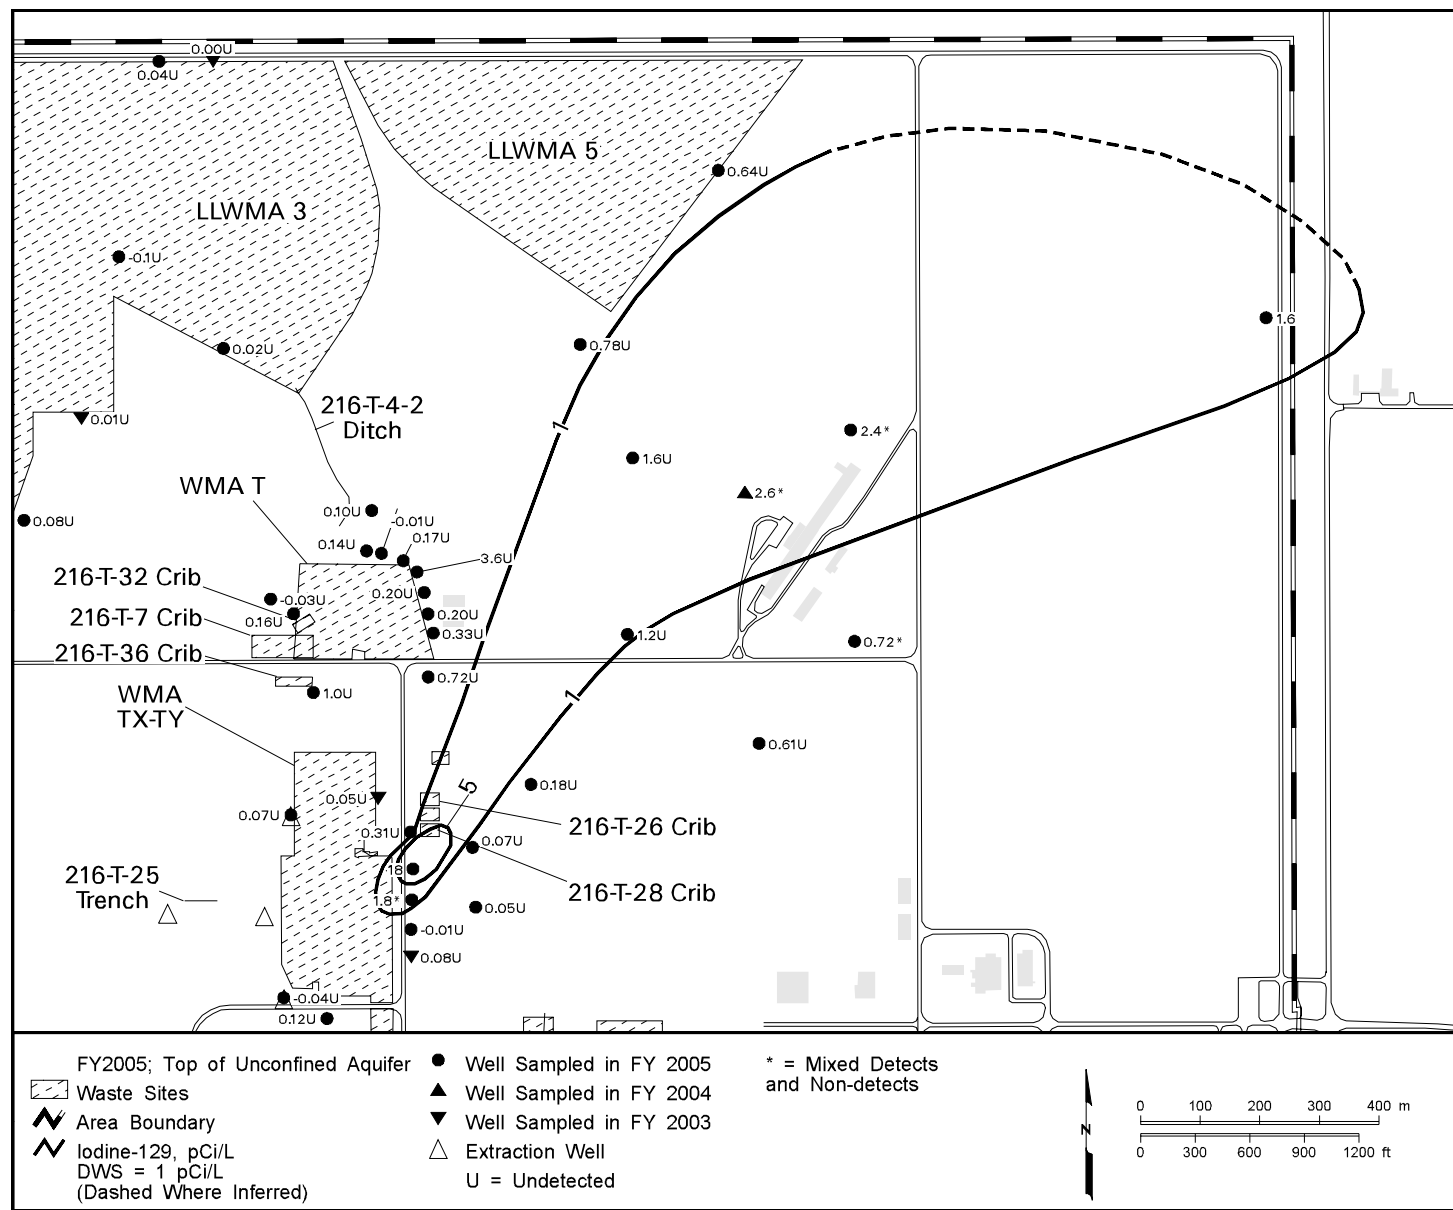 0.00U
0.04U
LLWMA 5
0.64U
LLWMA 3
-0.1U
1.6
0.02U
0.78U
216-T-4-2
Ditch
0.01U
1
2.4*
1.6U
WMA T
2.6*
0.10U
-0.01U
0.08U
0.17U
0.14U
3.6U
216-T-32 Crib
0.20U
-0.03U
216-T-7 Crib
0.16U
0.20U
0.33U
1.2U
0.72*
216-T-36 Crib
0.72U
1.0U
WMA
TX-TY
1
0.61U
0.18U
5
0.05U
0.07U
216-T-26 Crib
0.31U
0.07U
18
216-T-25
Trench
216-T-28 Crib
1.8*
0.05U
-0.01U
0.08U
-0.04U
0.12U
FY2005; Top of Unconfined Aquifer
Waste Sites
Area Boundary
Iodine-129, pCi/L
DWS = 1 pCi/L
(Dashed Where Inferred)
Well Sampled in FY 2005
Well Sampled in FY 2004
Well Sampled in FY 2003
Extraction Well
U = Undetected
* = Mixed Detects
and Non-detects
N
0 100 200 300 400 m
0 300 600 900 1200 ft